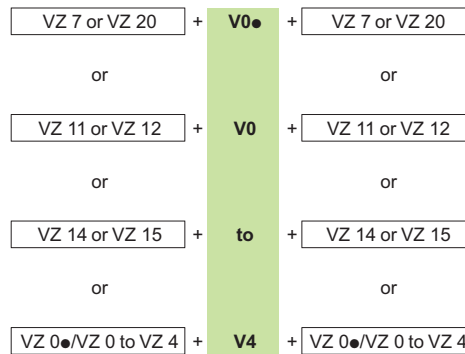 VZ 7 or VZ 20 + V0● + VZ 7 or VZ 20
or or
VZ 11 or VZ 12 + V0 + VZ 11 or VZ 12
or or
VZ 14 or VZ 15 + to + VZ 14 or VZ 15
or or
VZ 0●/VZ 0 to VZ 4 + V4 + VZ 0●/VZ 0 to VZ 4